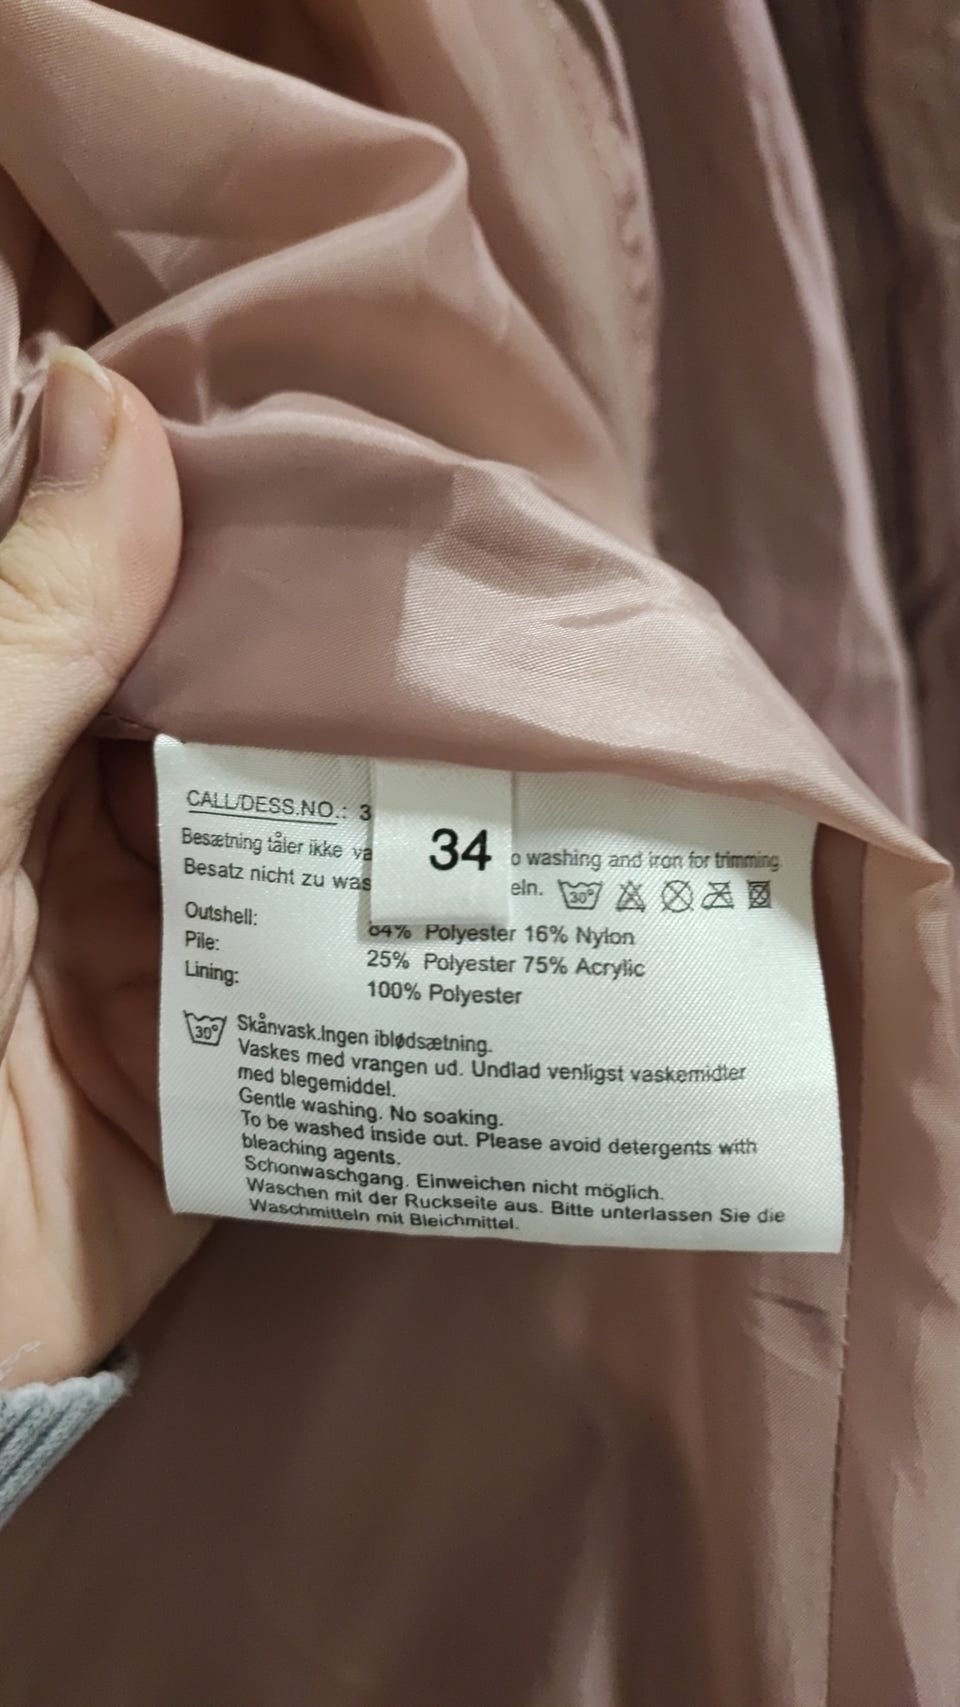 CALL/DESS.NO.: 3
34
Besætning tåler ikke
washing and iron for trimming.
Besatz nicht zu
30°
Outshell: 84% Polyester 16% Nylon
Pile: 25% Polyester 75% Acrylic
Lining: 100% Polyester
30° Skånvask.Ingen iblødsætning.
Vaskes med vrangen ud. Undlad venligst vaskemidler
med blegemiddel.
Gentle washing. No soaking.
To be washed inside out. Please avoid detergents with
bleaching agents.
Schonwaschgang. Einweichen nicht möglich.
Waschen mit der Ruckseite aus. Bitte unterlassen Sie die
Waschmitteln mit Bleichmittel.